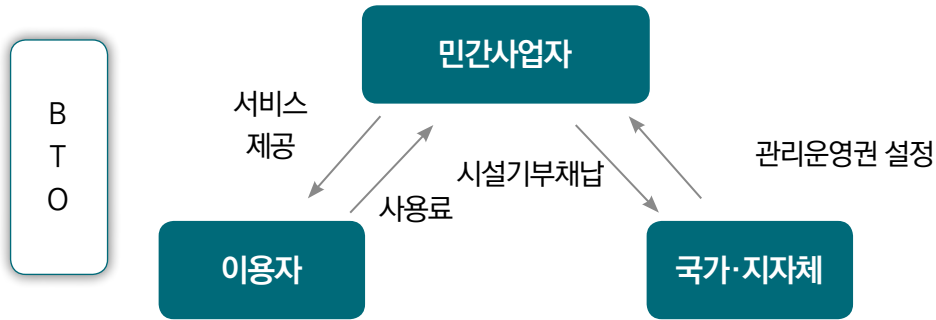 B
T
O
민간사업자
서비스
제공
사용료
시설기부채납
관리운영권 설정
이용자
국가·지자체